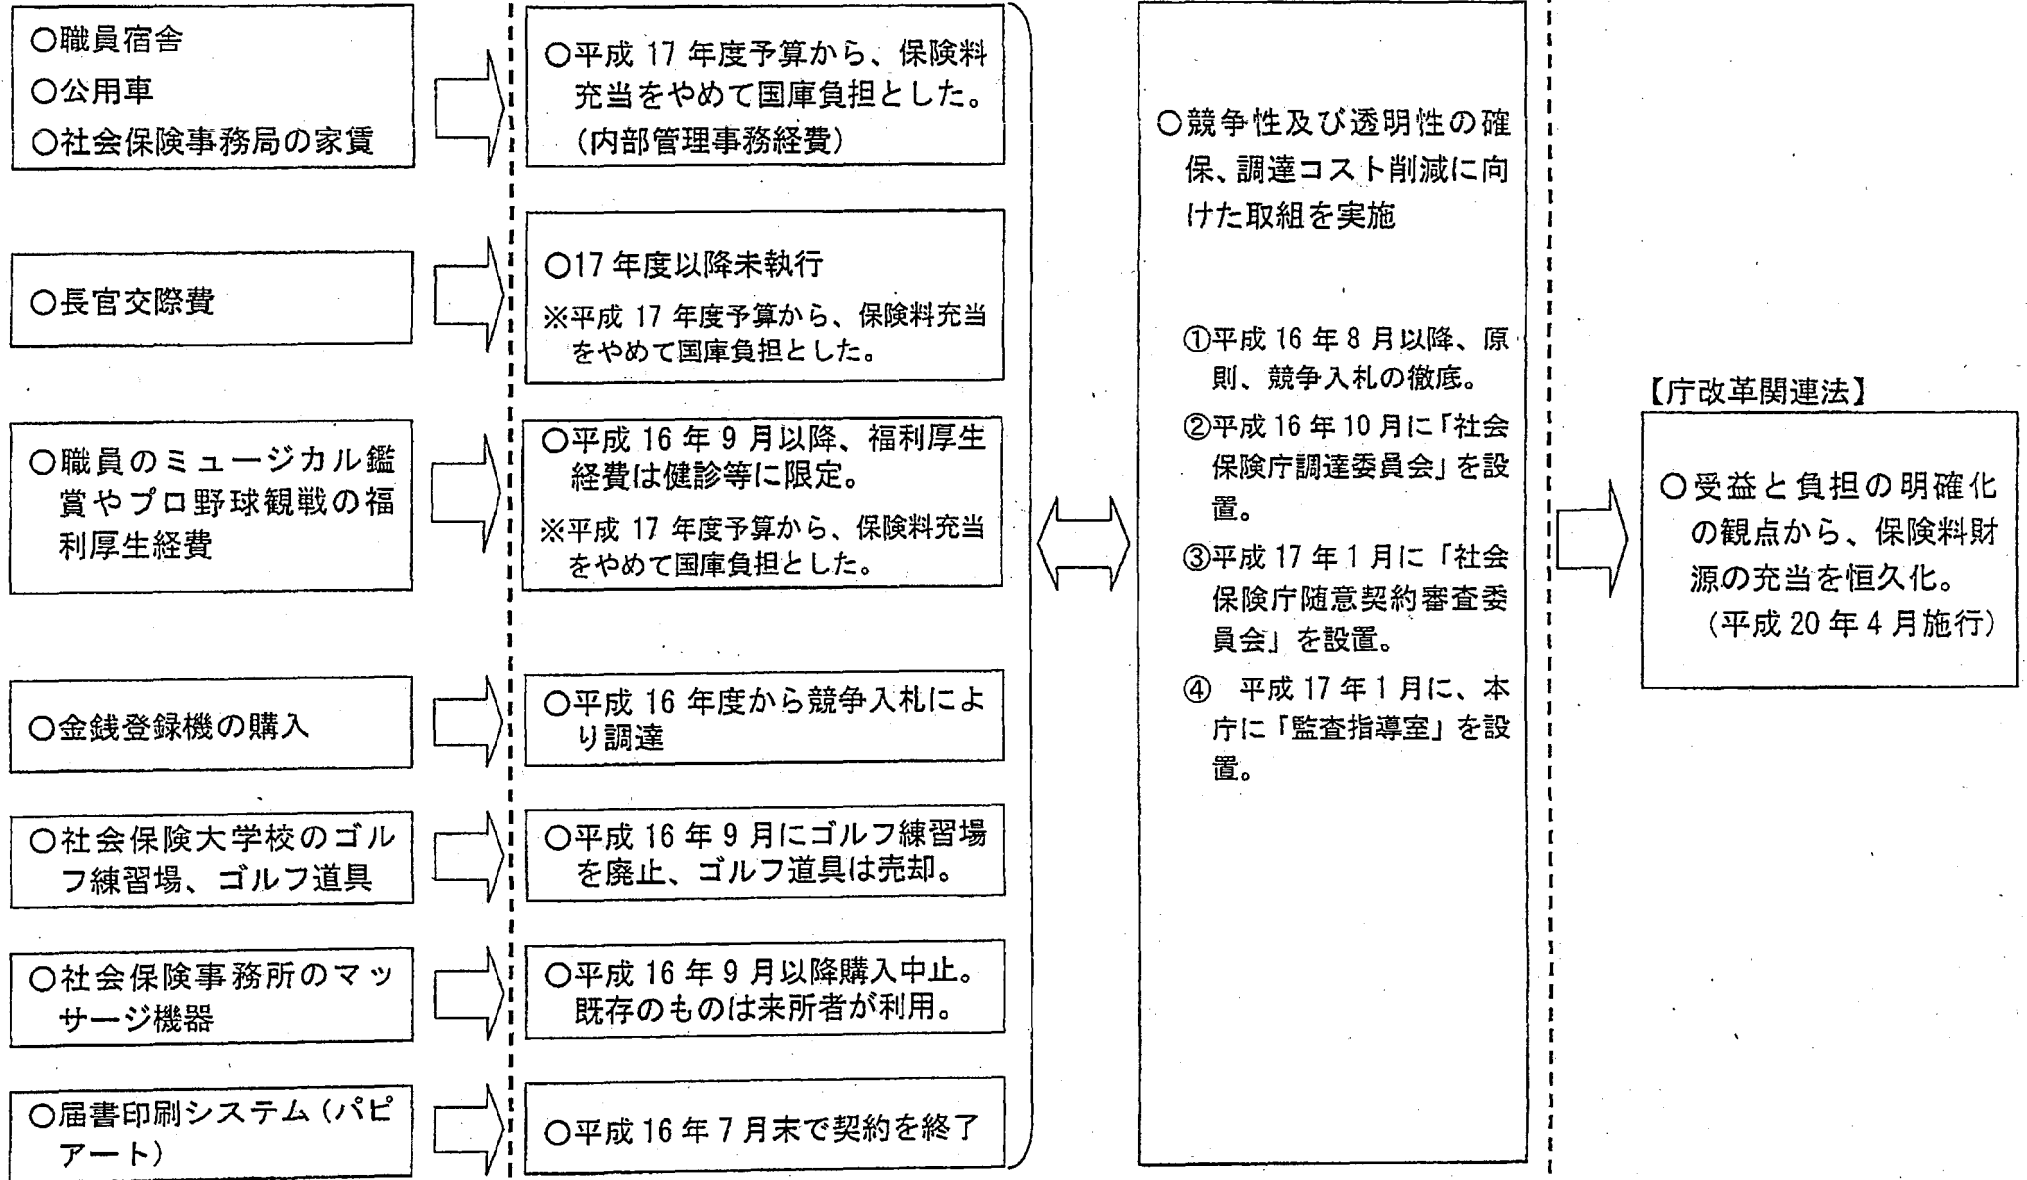 ○職員宿舎
○公用車
○社会保険事務局の家賃
○平成 17 年度予算から、保険料
充当をやめて国庫負担とした。
(内部管理事務経費)
○長官交際費
○17 年度以降未執行
※平成 17 年度予算から、保険料充当
をやめて国庫負担とした。
○職員のミュージカル鑑
賞やプロ野球観戦の福
利厚生経費
○平成 16 年 9 月以降、福利厚生
経費は健診等に限定。
※平成 17 年度予算から、保険料充当
をやめて国庫負担とした。
○金銭登録機の購入
○平成 16 年度から競争入札によ
り調達
○社会保険大学校のゴル
フ練習場、ゴルフ道具
○平成 16 年 9 月にゴルフ練習場
を廃止、ゴルフ道具は売却。
○社会保険事務所のマッ
サージ機器
○平成 16 年 9 月以降購入中止。
既存のものは来所者が利用。
○届書印刷システム(パピ
アート)
○平成 16 年 7 月末で契約を終了
○競争性及び透明性の確
保、調達コスト削減に向
けた取組を実施
①平成 16 年 8 月以降、原
則、競争入札の徹底。
②平成 16 年 10 月に「社会
保険庁調達委員会」を設
置。
③平成 17 年 1 月に「社会
保険庁随意契約審査委
員会」を設置。
④ 平成 17 年 1 月に、本
庁に「監査指導室」を設
置。
【庁改革関連法】
○受益と負担の明確化
の観点から、保険料財
源の充当を恒久化。
(平成 20 年 4 月施行)